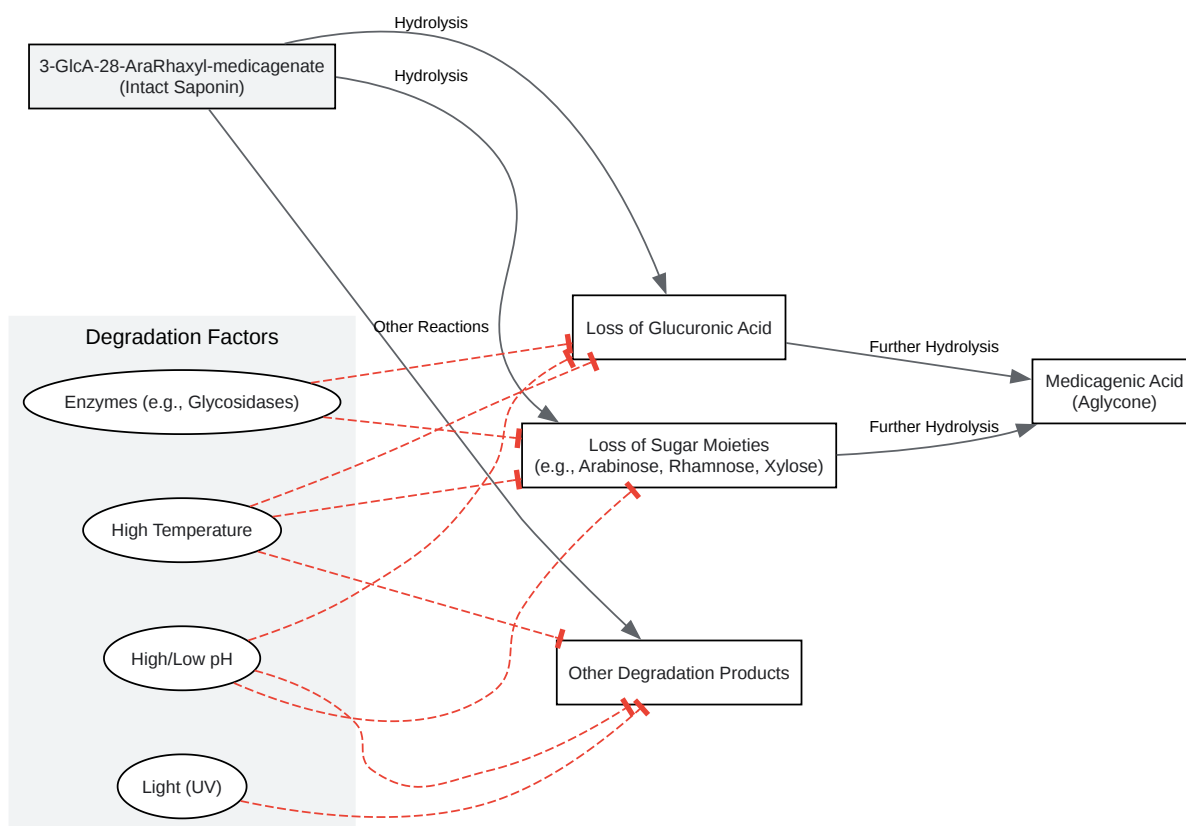 Hydrolysis
3-GlcA-28-AraRhaxyl-medicagenate
(Intact Saponin)
Hydrolysis
Other Reactions
Loss of Glucuronic Acid
Further Hydrolysis
Medicagenic Acid
(Aglycone)
Further Hydrolysis
Loss of Sugar Moieties
(e.g., Arabinose, Rhamnose, Xylose)
Degradation Factors
Enzymes (e.g., Glycosidases)
High Temperature
High/Low pH
Other Degradation Products
Light (UV)